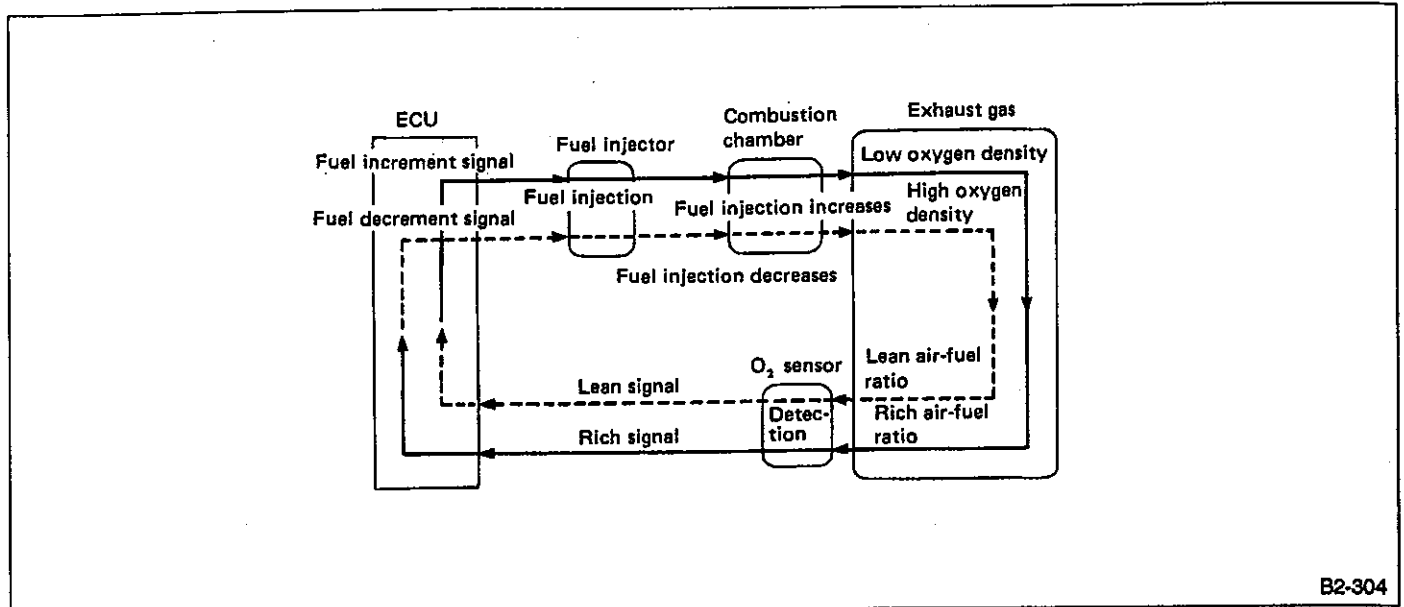 ECU
Fuel injector
Combustion
chamber
Exhaust gas
Fuel increment signal
Fuel injection
Fuel injection increases
Low oxygen density
High oxygen
density
Fuel decrement signal
Fuel injection decreases
Lean signal
O₂ sensor
Lean air-fuel
ratio
Detec-
tion
Rich signal
Rich air-fuel
ratio
B2-304